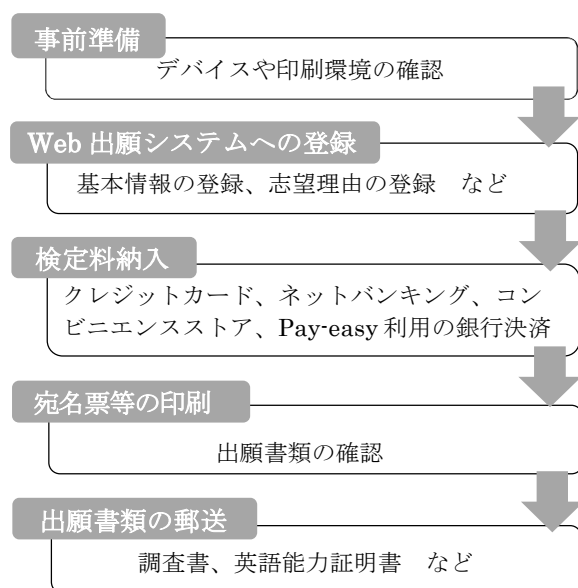 事前準備
デバイスや印刷環境の確認
Web 出願システムへの登録
基本情報の登録、志望理由の登録　など
検定料納入
クレジットカード、ネットバンキング、コン
ビニエンスストア、Pay-easy 利用の銀行決済
宛名票等の印刷
出願書類の確認
出願書類の郵送
調査書、英語能力証明書　など